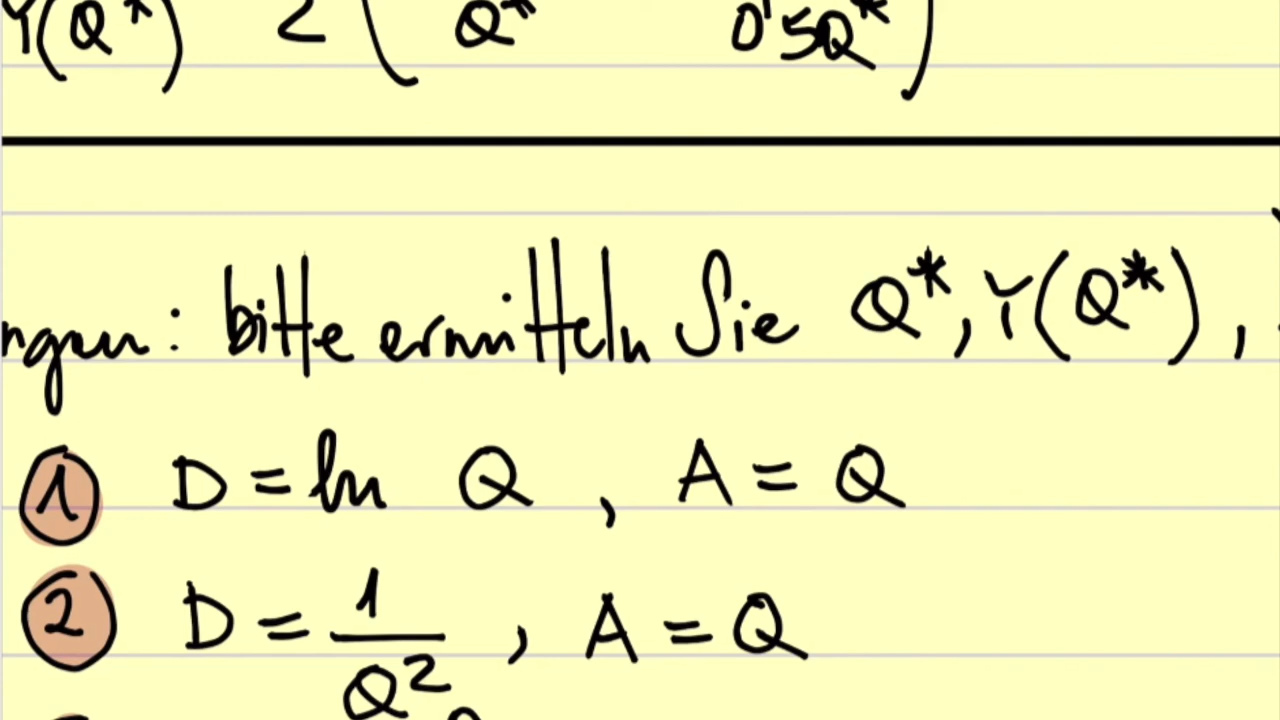 Y(Q*) 2 ( Q* 0'5Q* )
ngen: bitte ermitteln Sie Q*, Y(Q*),
1 D = ln Q , A = Q
2 D = 1/Q² , A = Q